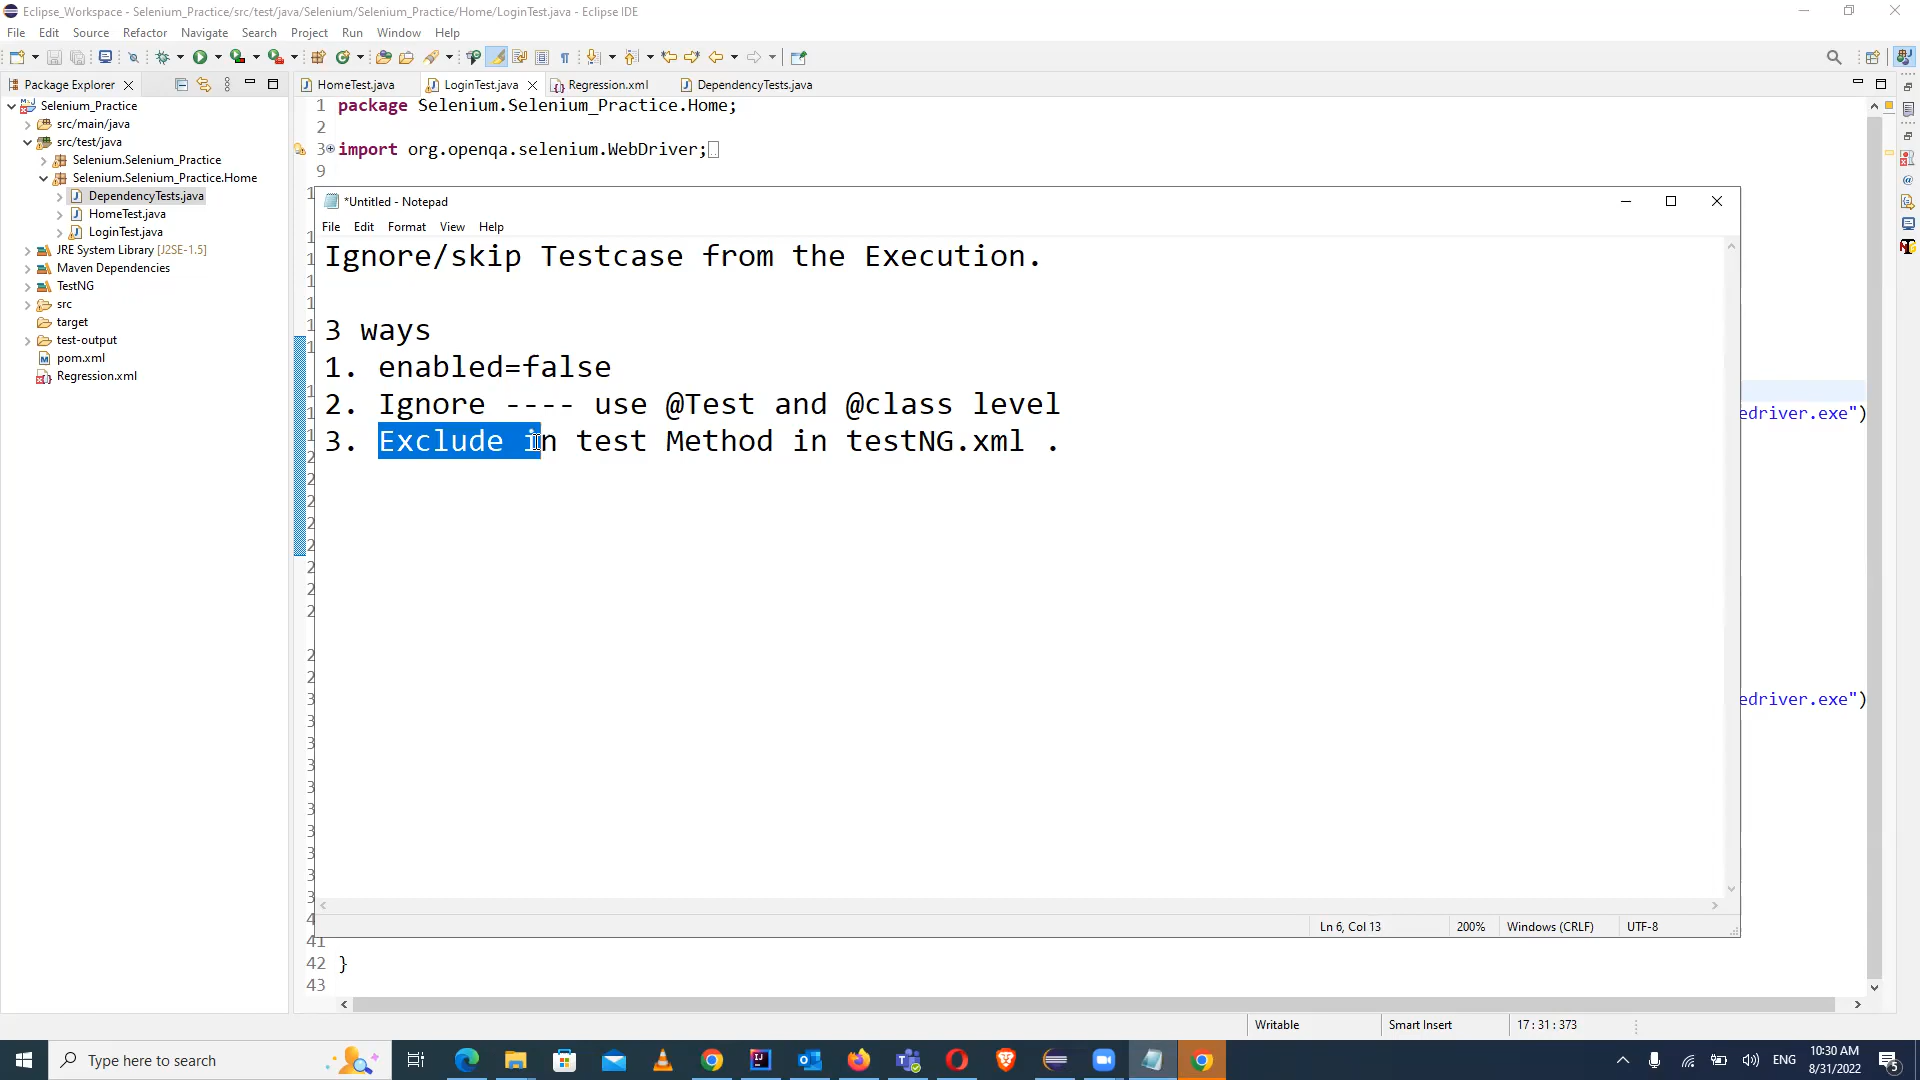 Eclipse_Workspace - Selenium_Practice/src/test/java/Selenium/Selenium_Practice/Home/LoginTest.java - Eclipse IDE
File Edit Source Refactor Navigate Search Project Run Window Help
Package Explorer
HomeTest.java LoginTest.java Regression.xml DependencyTests.java
Selenium_Practice
src/main/java
src/test/java
Selenium.Selenium_Practice
Selenium.Selenium_Practice.Home
DependencyTests.java
HomeTest.java
LoginTest.java
JRE System Library [J2SE-1.5]
Maven Dependencies
TestNG
src
target
test-output
pom.xml
Regression.xml
1 package Selenium.Selenium_Practice.Home;
2
3 import org.openqa.selenium.WebDriver;
9
*Untitled - Notepad
File Edit Format View Help
Ignore/skip Testcase from the Execution.
3 ways
1. enabled=false
2. Ignore ---- use @Test and @class level
3. Exclude in test Method in testNG.xml .
Ln 6, Col 13 200% Windows (CRLF) UTF-8
edriver.exe")
edriver.exe")
41
42 }
43
Writable Smart Insert 17 : 31 : 373
Type here to search
ENG
10:30 AM
8/31/2022
5